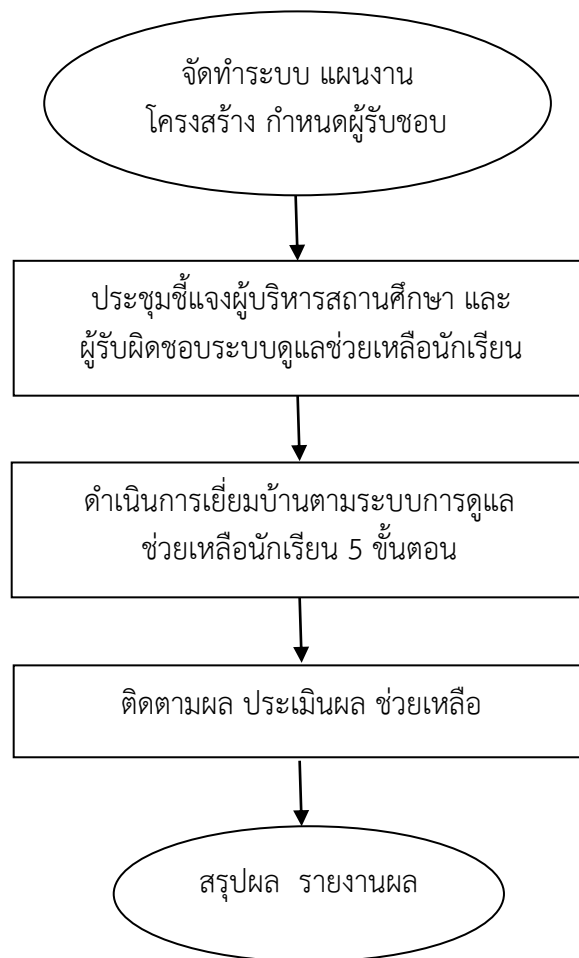 จัดทำระบบ แผนงาน
โครงสร้าง กำหนดผู้รับชอบ
ประชุมชี้แจงผู้บริหารสถานศึกษา และ
ผู้รับผิดชอบระบบดูแลช่วยเหลือนักเรียน
ดำเนินการเยี่ยมบ้านตามระบบการดูแล
ช่วยเหลือนักเรียน 5 ขั้นตอน
ติดตามผล ประเมินผล ช่วยเหลือ
สรุปผล รายงานผล